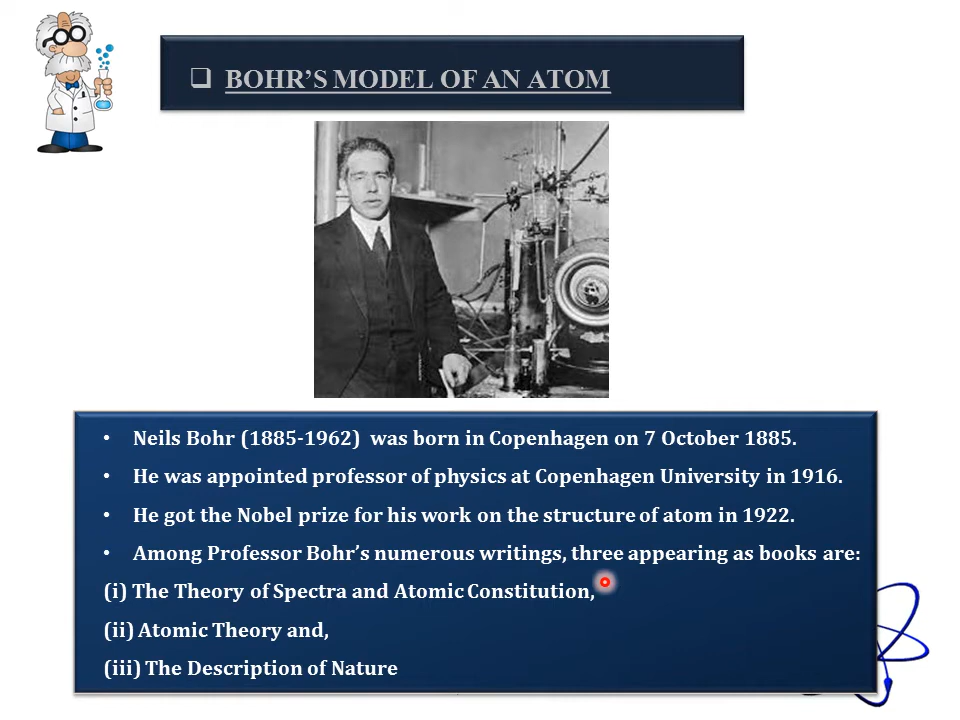 ❑ BOHR’S MODEL OF AN ATOM
• Neils Bohr (1885-1962) was born in Copenhagen on 7 October 1885.
• He was appointed professor of physics at Copenhagen University in 1916.
• He got the Nobel prize for his work on the structure of atom in 1922.
• Among Professor Bohr’s numerous writings, three appearing as books are:
(i) The Theory of Spectra and Atomic Constitution,
(ii) Atomic Theory and,
(iii) The Description of Nature